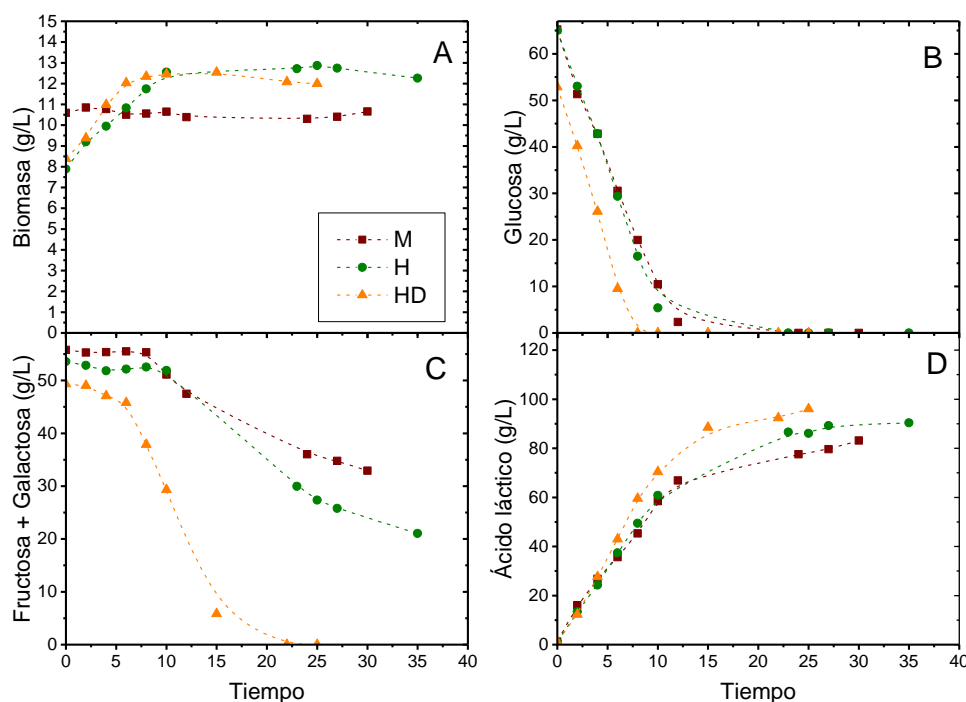 A
Biomasa (g/L)
15
14
13
12
11
10
9
8
7
6
5
4
3
2
1
0
M
H
HD
B
Glucosa (g/L)
60
50
40
30
20
10
0
C
Fructosa + Galactosa (g/L)
50
40
30
20
10
0
0 5 10 15 20 25 30 35 40
Tiempo
D
Ácido láctico (g/L)
120
100
80
60
40
20
0
0 5 10 15 20 25 30 35 40
Tiempo